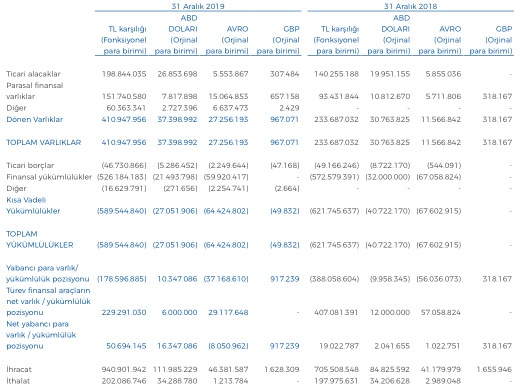 31 Aralık 2019 31 Aralık 2018
ABD ABD
TL karşılığı DOLARI AVRO GBP TL karşılığı DOLARI AVRO GBP
(Fonksiyonel (Orjinal (Orjinal (Orjinal (Fonksiyonel (Orjinal (Orjinal (Orjinal
para birimi) para birimi) para birimi) para birimi) para birimi) para birimi) para birimi) para birimi)
Ticari alacaklar 198.844.035 26.853.698 5.553.867 307.484 140.255.188 19.951.155 5.855.036 -
Parasal finansal
varlıklar 151.740.580 7.817.898 15.064.853 657.158 93.431.844 10.812.670 5.711.806 318.167
Diğer 60.363.341 2.727.396 6.637.473 2.429 - - - -
Dönen Varlıklar 410.947.956 37.398.992 27.256.193 967.071 233.687.032 30.763.825 11.566.842 318.167
TOPLAM VARLIKLAR 410.947.956 37.398.992 27.256.193 967.071 233.687.032 30.763.825 11.566.842 318.167
Ticari borçlar (46.730.866) (5.286.452) (2.249.644) (47.168) (49.166.246) (8.722.170) (544.091) -
Finansal yükümlülükler (526.184.183) (21.493.798) (59.920.417) - (572.579.391) (32.000.000) (67.058.824) -
Diğer (16.629.791) (271.656) (2.254.741) (2.664) - - - -
Kısa Vadeli
Yükümlülükler (589.544.840) (27.051.906) (64.424.802) (49.832) (621.745.637) (40.722.170) (67.602.915) -
TOPLAM
YÜKÜMLÜLÜKLER (589.544.840) (27.051.906) (64.424.802) (49.832) (621.745.637) (40.722.170) (67.602.915) -
Yabancı para varlık/
yükümlülük pozisyonu (178.596.885) 10.347.086 (37.168.610) 917.239 (388.058.604) (9.958.345) (56.036.073) 318.167
Türev finansal araçların
net varlık / yükümlülük
pozisyonu 229.291.030 6.000.000 29.117.648 - 407.081.391 12.000.000 57.058.824 -
Net yabancı para
varlık / yükümlülük
pozisyonu 50.694.145 16.347.086 (8.050.962) 917.239 19.022.787 2.041.655 1.022.751 318.167
İhracat 940.901.942 111.985.229 46.381.587 1.628.309 705.508.548 84.825.592 41.179.979 1.655.946
İthalat 202.086.746 34.288.780 1.213.784 - 197.975.631 34.206.628 2.989.046 -